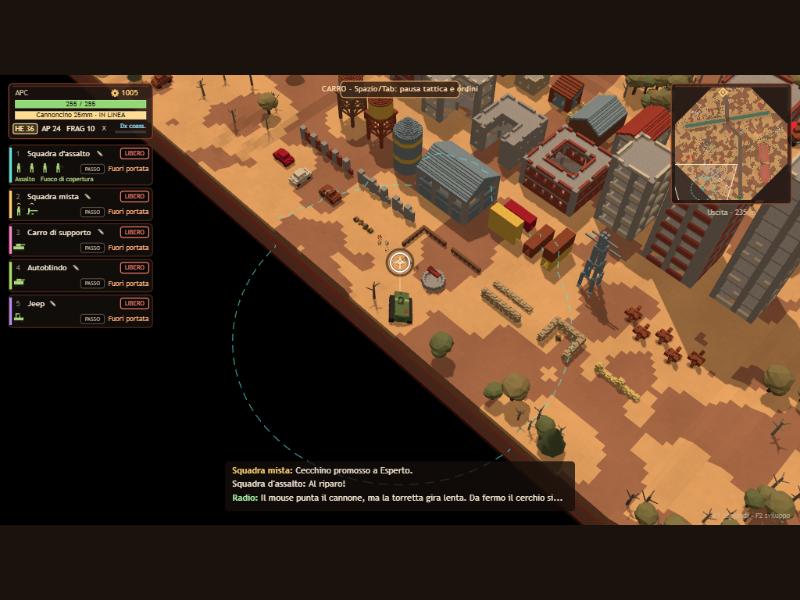 CARRO - Spazio/Tab: pausa tattica e ordini
APC 1005
255 / 255
Cannoncino 25mm - IN LINEA
HE 36 AP 24 FRAG 10 X
1 Squadra d'assalto LIBERO
PASSO Fuori portata
Assalto Fuoco di copertura
2 Squadra mista LIBERO
PASSO Fuori portata
3 Carro di supporto LIBERO
PASSO Fuori portata
4 Autoblindo LIBERO
PASSO Fuori portata
5 Jeep LIBERO
PASSO Fuori portata
Squadra mista: Cecchino promosso a Esperto.
Squadra d'assalto: Al riparo!
Radio: Il mouse punta il cannone, ma la torretta gira lenta. Da fermo il cerchio si...
F2 sviluppo